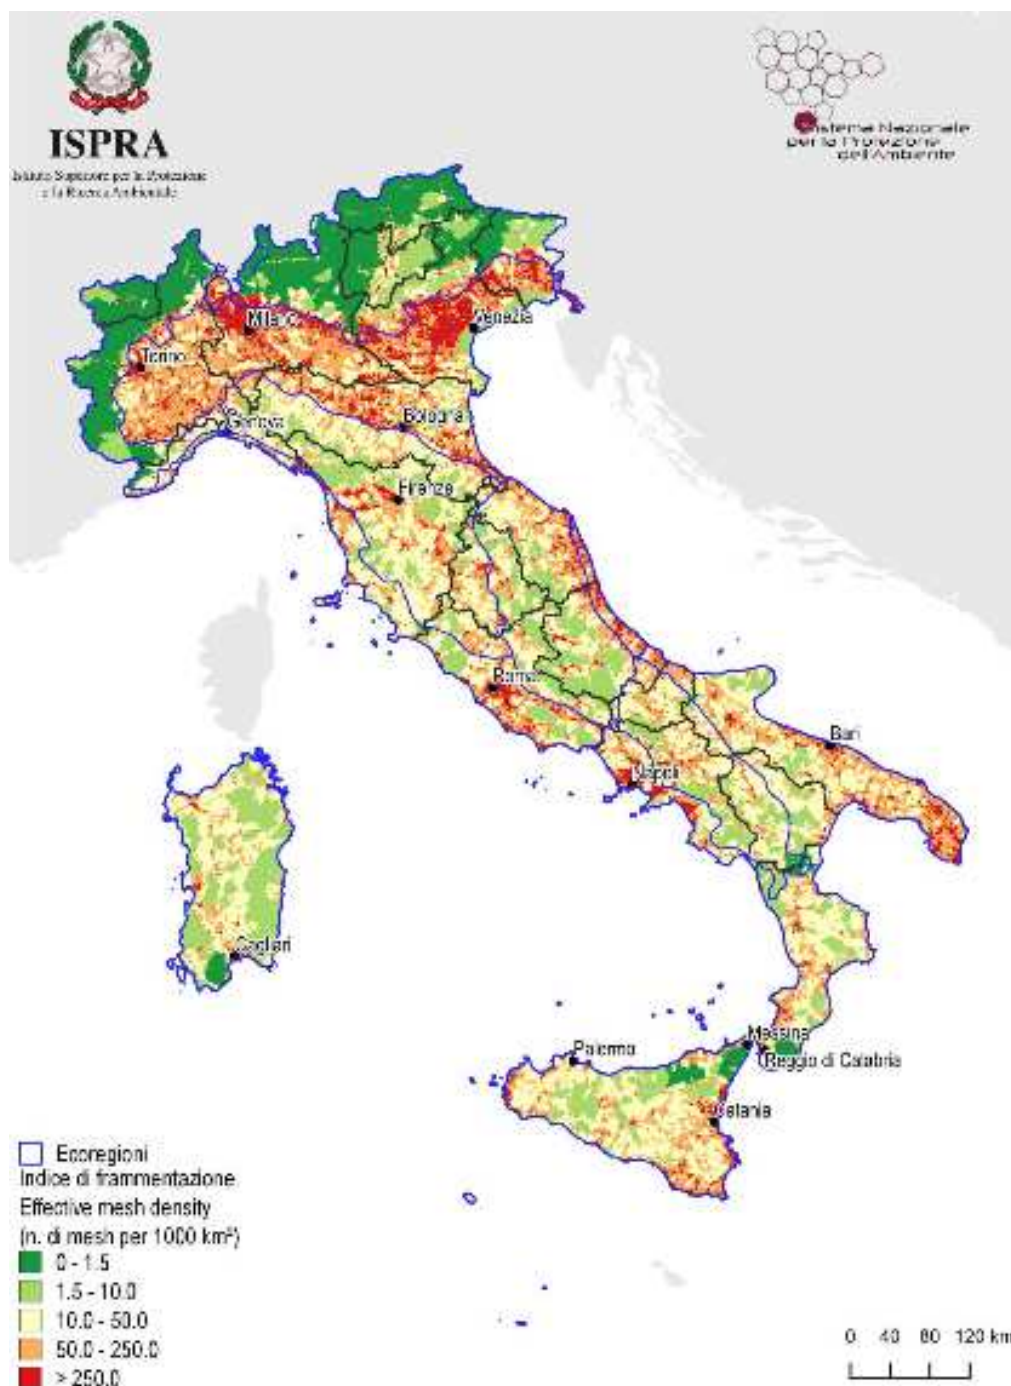 ISPRA
Istituto Superiore per la Protezione
e la Ricerca Ambientale
Sistema Nazionale
per la Protezione
dell'Ambiente
Milano
Venezia
Torino
Genova
Bologna
Firenze
Roma
Bari
Napoli
Cagliari
Messina
Palermo
Reggio di Calabria
Catania
Ecoregioni
Indice di frammentazione
Effective mesh density
(n. di mesh per 1000 km²)
0 - 1.5
1.5 - 10.0
10.0 - 50.0
50.0 - 250.0
> 250.0
0 40 80 120 km